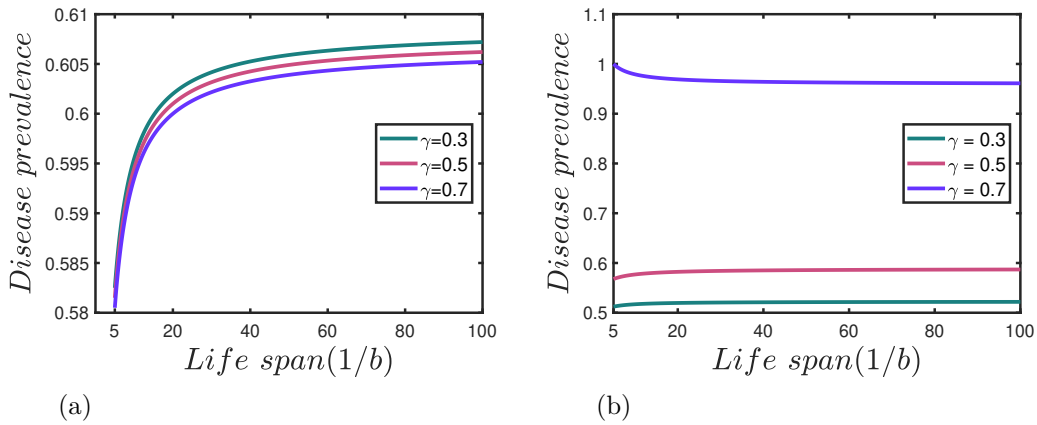 0.61
0.605
0.6
0.595
0.59
0.585
0.58
5 20 40 60 80 100
Disease prevalence
Life span(1/b)
γ=0.3
γ=0.5
γ=0.7
(a)
1.1
1
0.9
0.8
0.7
0.6
0.5
5 20 40 60 80 100
Disease prevalence
Life span(1/b)
γ = 0.3
γ = 0.5
γ = 0.7
(b)